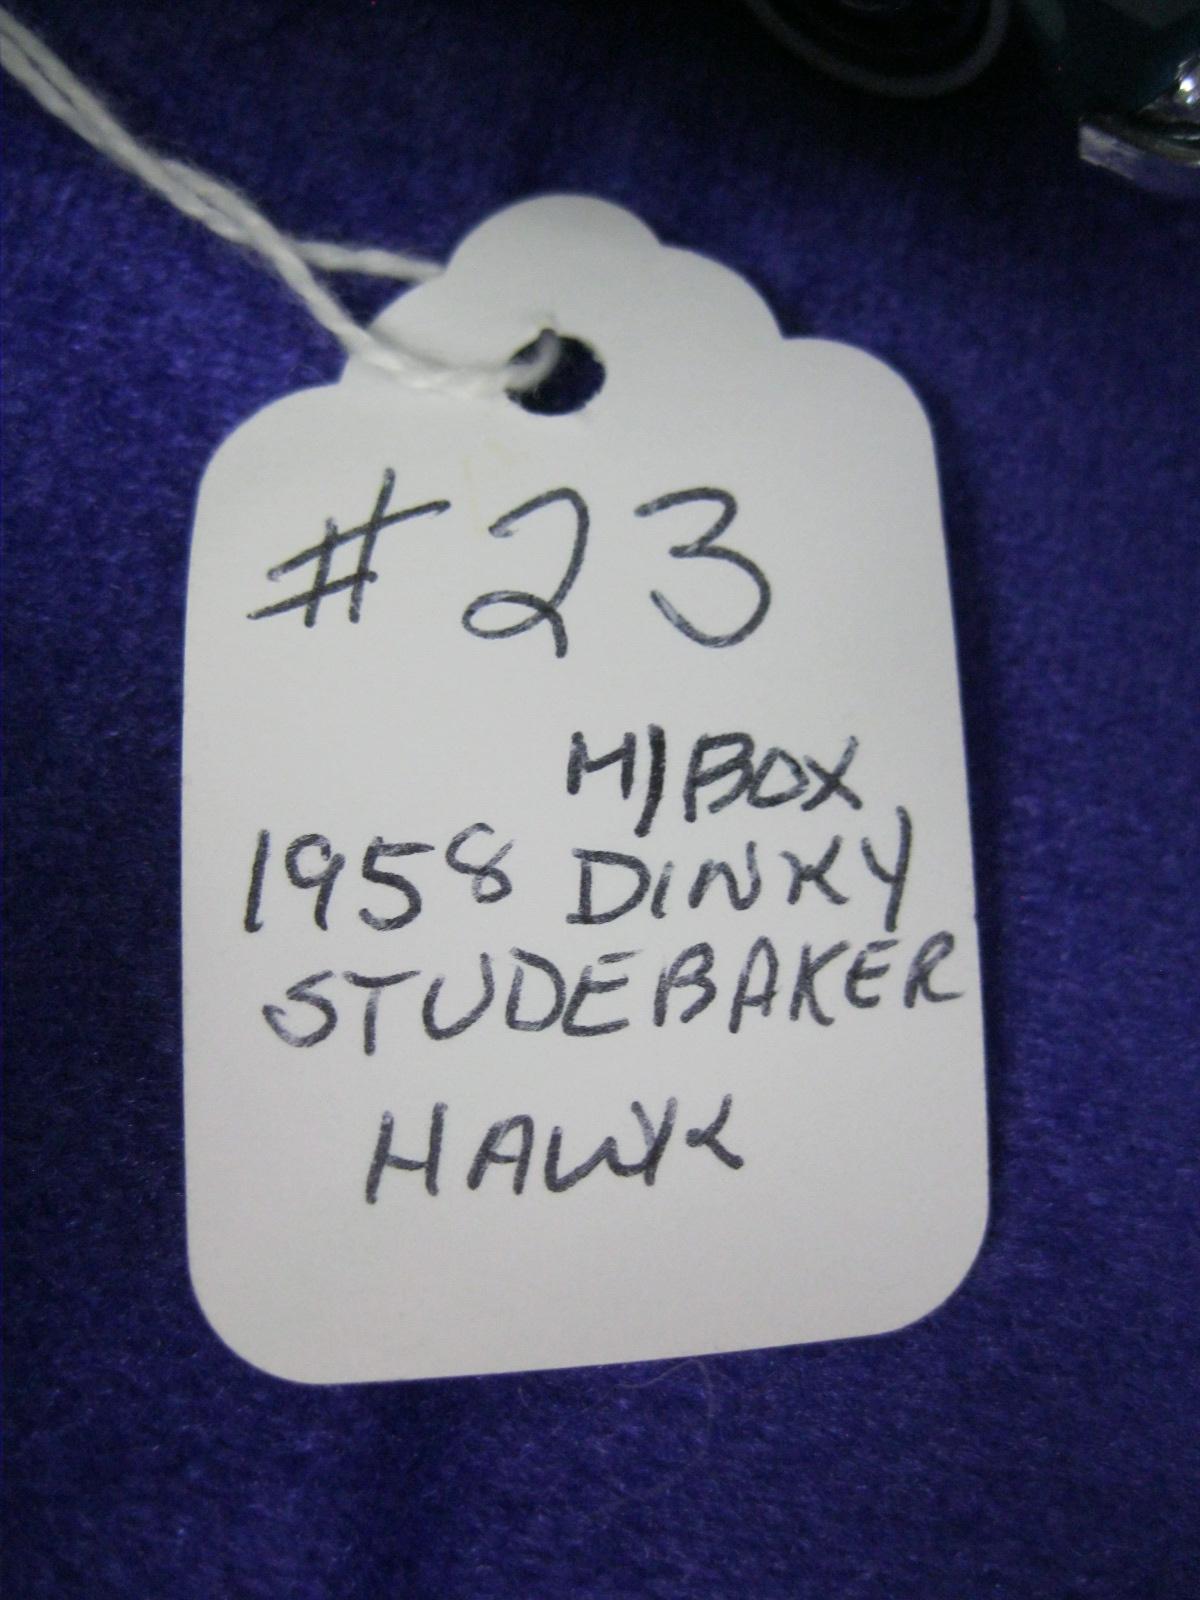 #23
M/BOX
1958 DINKY
STUDEBAKER
HAWK